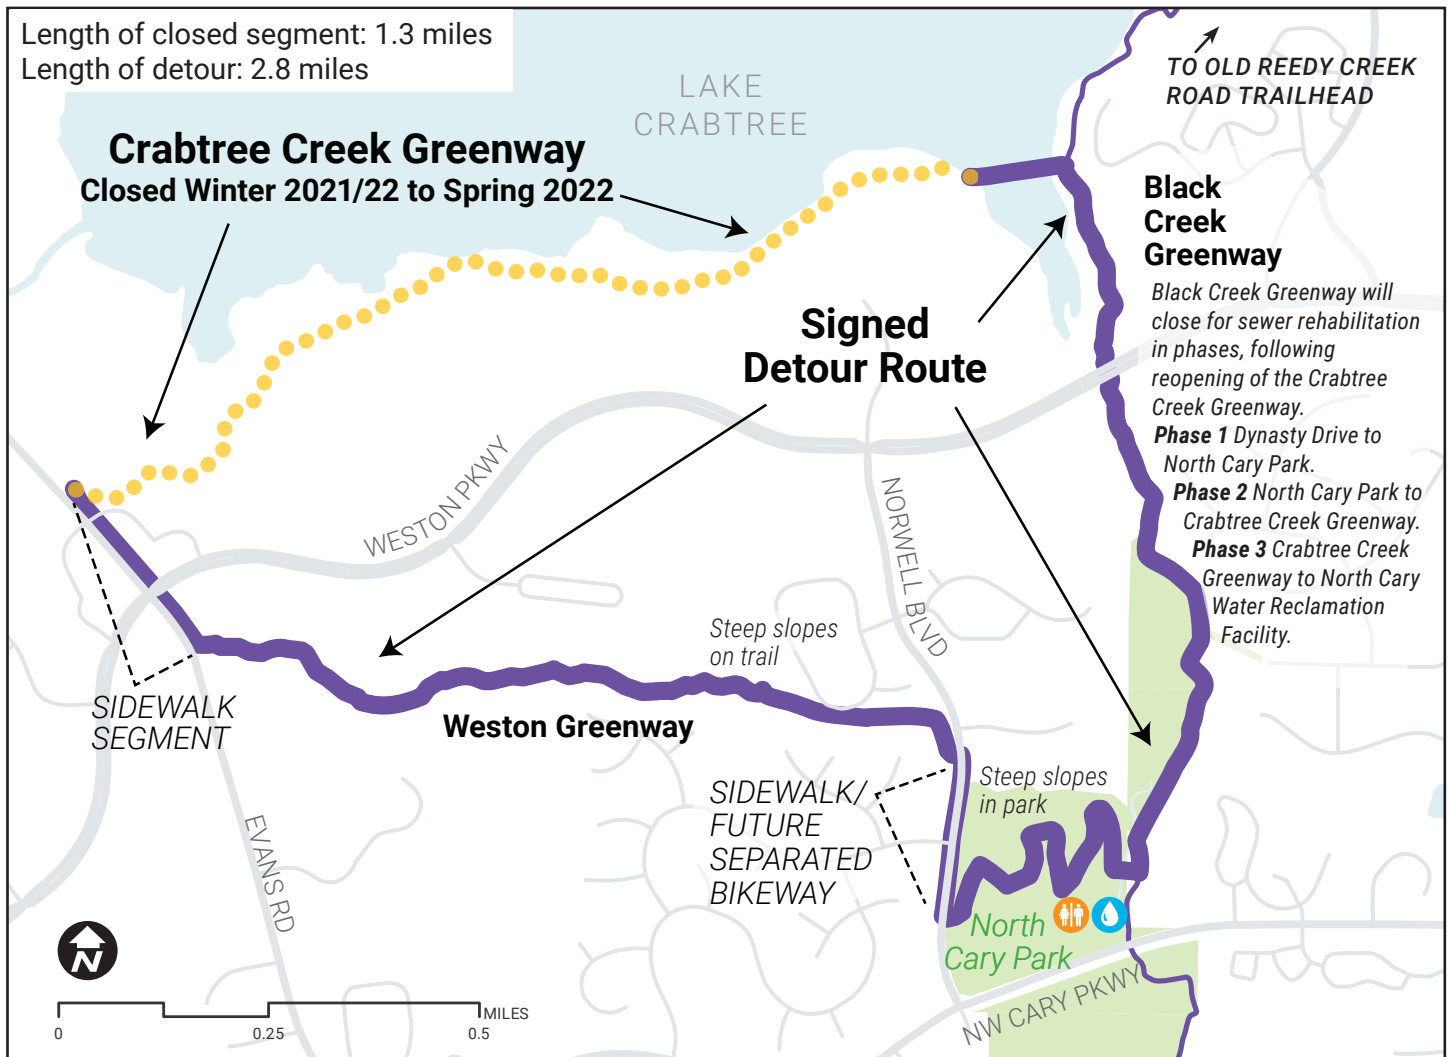 Length of closed segment: 1.3 miles
Length of detour: 2.8 miles
LAKE
CRABTREE
TO OLD REEDY CREEK
ROAD TRAILHEAD
Crabtree Creek Greenway
Closed Winter 2021/22 to Spring 2022
Black
Creek
Greenway
Black Creek Greenway will
close for sewer rehabilitation
in phases, following
reopening of the Crabtree
Creek Greenway.
Phase 1 Dynasty Drive to
North Cary Park.
Phase 2 North Cary Park to
Crabtree Creek Greenway.
Phase 3 Crabtree Creek
Greenway to North Cary
Water Reclamation
Facility.
Signed
Detour Route
WESTON PKWY
NORWELL BLVD
Steep slopes
on trail
SIDEWALK
SEGMENT
Weston Greenway
Steep slopes
in park
SIDEWALK/
FUTURE
SEPARATED
BIKEWAY
EVANS RD
North
Cary Park
NW CARY PKWY
N
MILES
0 0.25 0.5